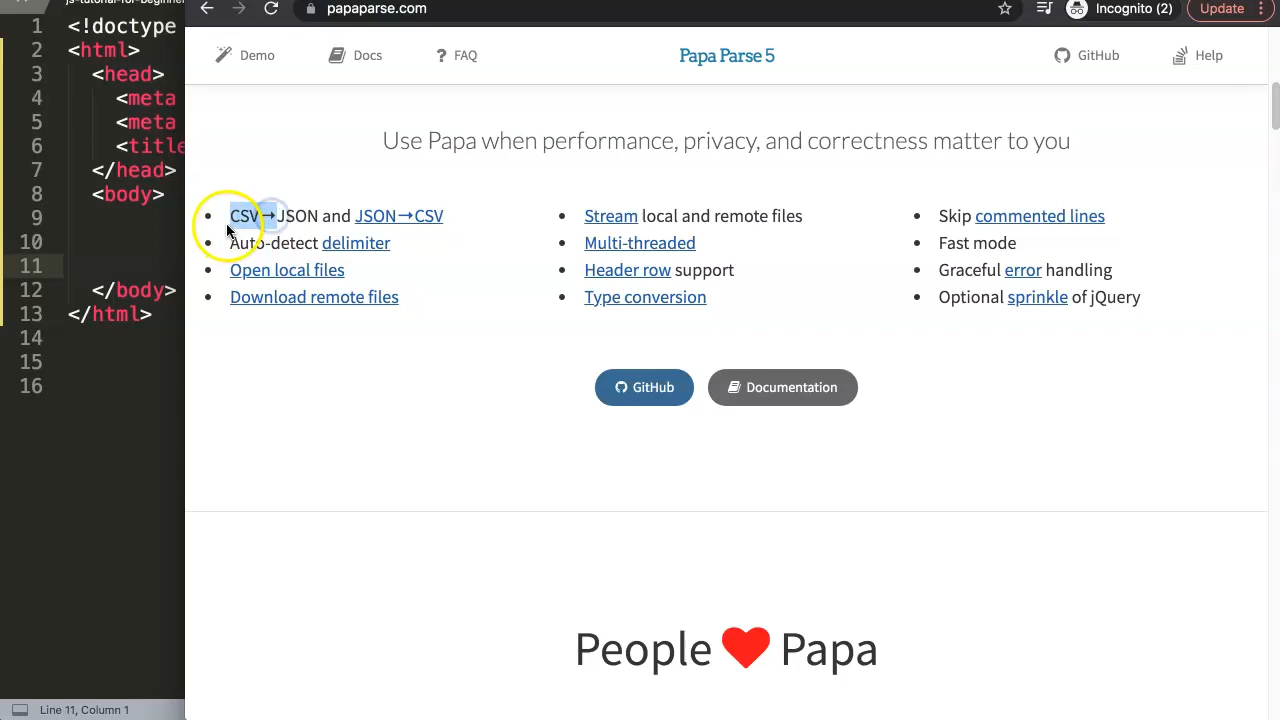 js-tutorial-for-beginner
1 <!doctype
2 <html>
3 <head>
4 <meta
5 <meta
6 <title
7 </head>
8 <body>
9
10
11
12 </body>
13 </html>
14
15
16
Line 11, Column 1
papaparse.com
Incognito (2)
Update
Demo
Docs
FAQ
Papa Parse 5
GitHub
Help
Use Papa when performance, privacy, and correctness matter to you
• CSV→JSON and JSON→CSV
• Auto-detect delimiter
• Open local files
• Download remote files
• Stream local and remote files
• Multi-threaded
• Header row support
• Type conversion
• Skip commented lines
• Fast mode
• Graceful error handling
• Optional sprinkle of jQuery
GitHub
Documentation
People ❤ Papa